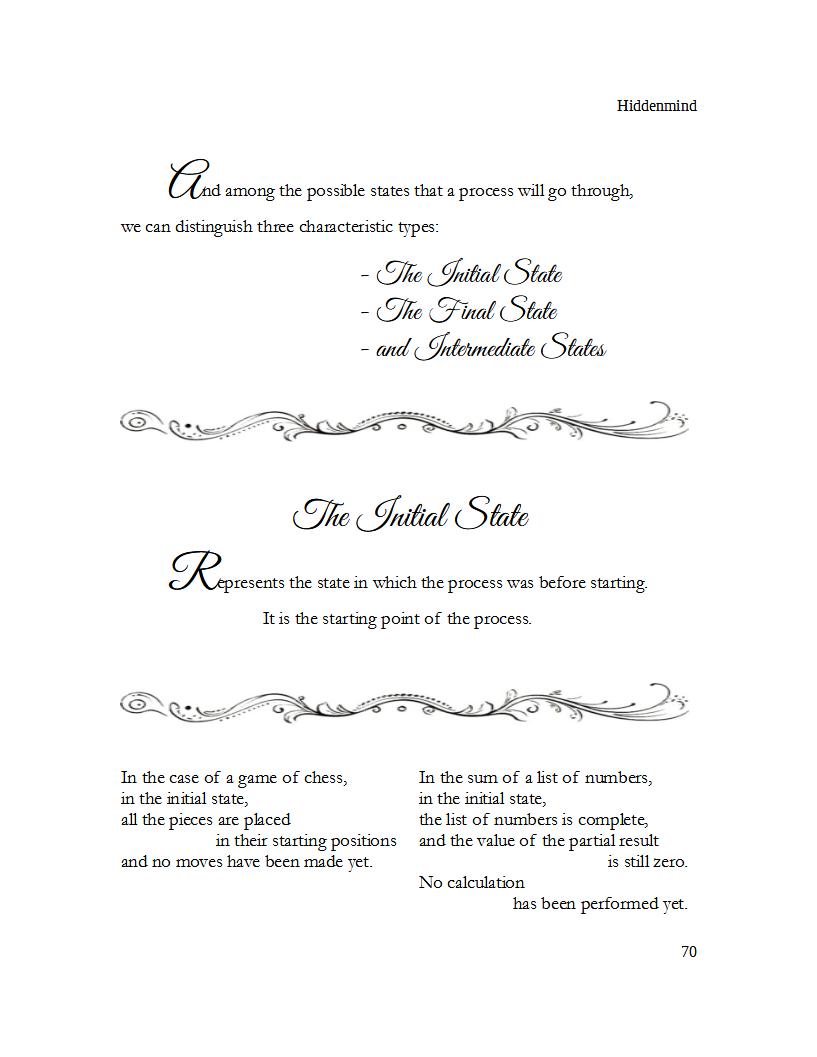 Hiddenmind
And among the possible states that a process will go through,
we can distinguish three characteristic types:
- The Initial State
- The Final State
- and Intermediate States
The Initial State
Represents the state in which the process was before starting.
It is the starting point of the process.
In the case of a game of chess,
in the initial state,
all the pieces are placed
in their starting positions
and no moves have been made yet.
In the sum of a list of numbers,
in the initial state,
the list of numbers is complete,
and the value of the partial result
is still zero.
No calculation
has been performed yet.
70